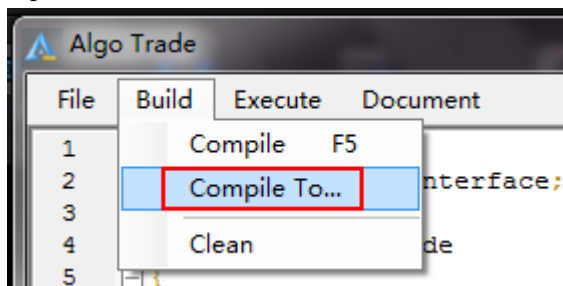 Algo Trade
File Build Execute Document
1
Compile F5
2 nterface;
Compile To...
3
4 Clean de
5 {